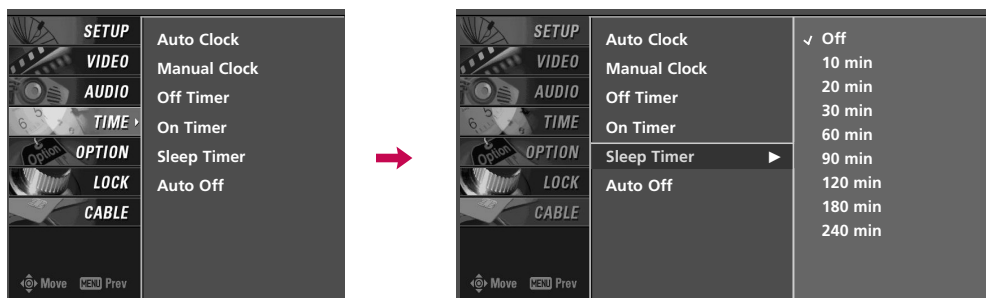 SETUP
VIDEO
AUDIO
TIME
OPTION
LOCK
CABLE
Option
Move MENU Prev
Auto Clock
Manual Clock
Off Timer
On Timer
Sleep Timer
Auto Off
SETUP
VIDEO
AUDIO
TIME
OPTION
LOCK
CABLE
Option
Move MENU Prev
Auto Clock
Manual Clock
Off Timer
On Timer
Sleep Timer
Auto Off
Off
10 min
20 min
30 min
60 min
90 min
120 min
180 min
240 min